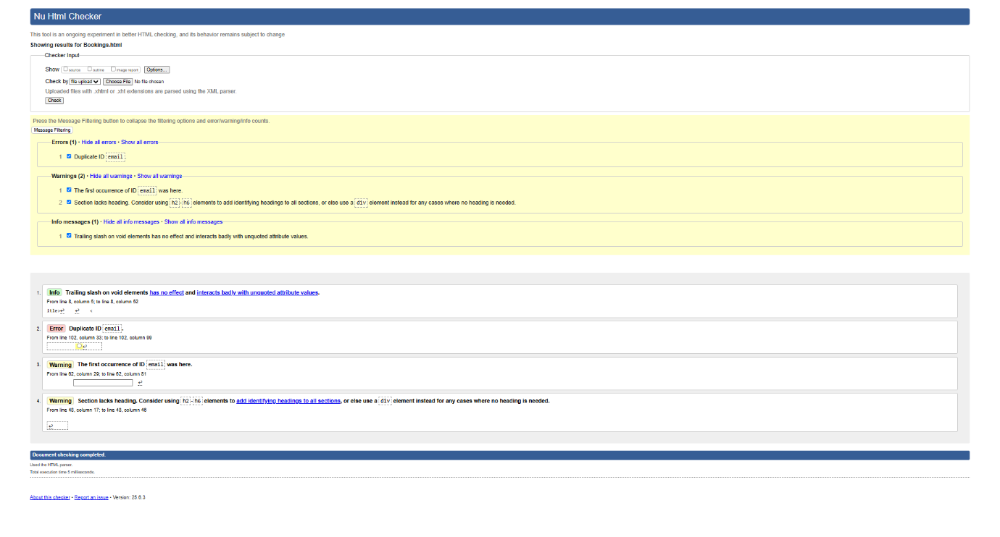 Nu Html Checker
This tool is an ongoing experiment in better HTML checking, and its behavior remains subject to change
Showing results for Bookings.html
Checker Input
Show source outline image report Options...
Check by file upload Choose File No file chosen
Uploaded files with .xhtml or .xht extensions are parsed using the XML parser.
Check
Press the Message Filtering button to collapse the filtering options and error/warning/info counts.
Message Filtering
Errors (1) · Hide all errors · Show all errors
1 Duplicate ID email.
Warnings (2) · Hide all warnings · Show all warnings
1 The first occurrence of ID email was here.
2 Section lacks heading. Consider using h2-h6 elements to add identifying headings to all sections, or else use a div element instead for any cases where no heading is needed.
Info messages (1) · Hide all info messages · Show all info messages
1 Trailing slash on void elements has no effect and interacts badly with unquoted attribute values.
1. Info Trailing slash on void elements has no effect and interacts badly with unquoted attribute values.
From line 8, column 5; to line 8, column 52
itle>↩ ↩ <
2. Error Duplicate ID email.
From line 102, column 33; to line 102, column 99
↩
3. Warning The first occurrence of ID email was here.
From line 62, column 29; to line 62, column 81
↩
4. Warning Section lacks heading. Consider using h2-h6 elements to add identifying headings to all sections, or else use a div element instead for any cases where no heading is needed.
From line 48, column 17; to line 48, column 46
↩
Document checking completed.
Used the HTML parser.
Total execution time 5 milliseconds.
About this checker • Report an issue • Version: 25.6.3